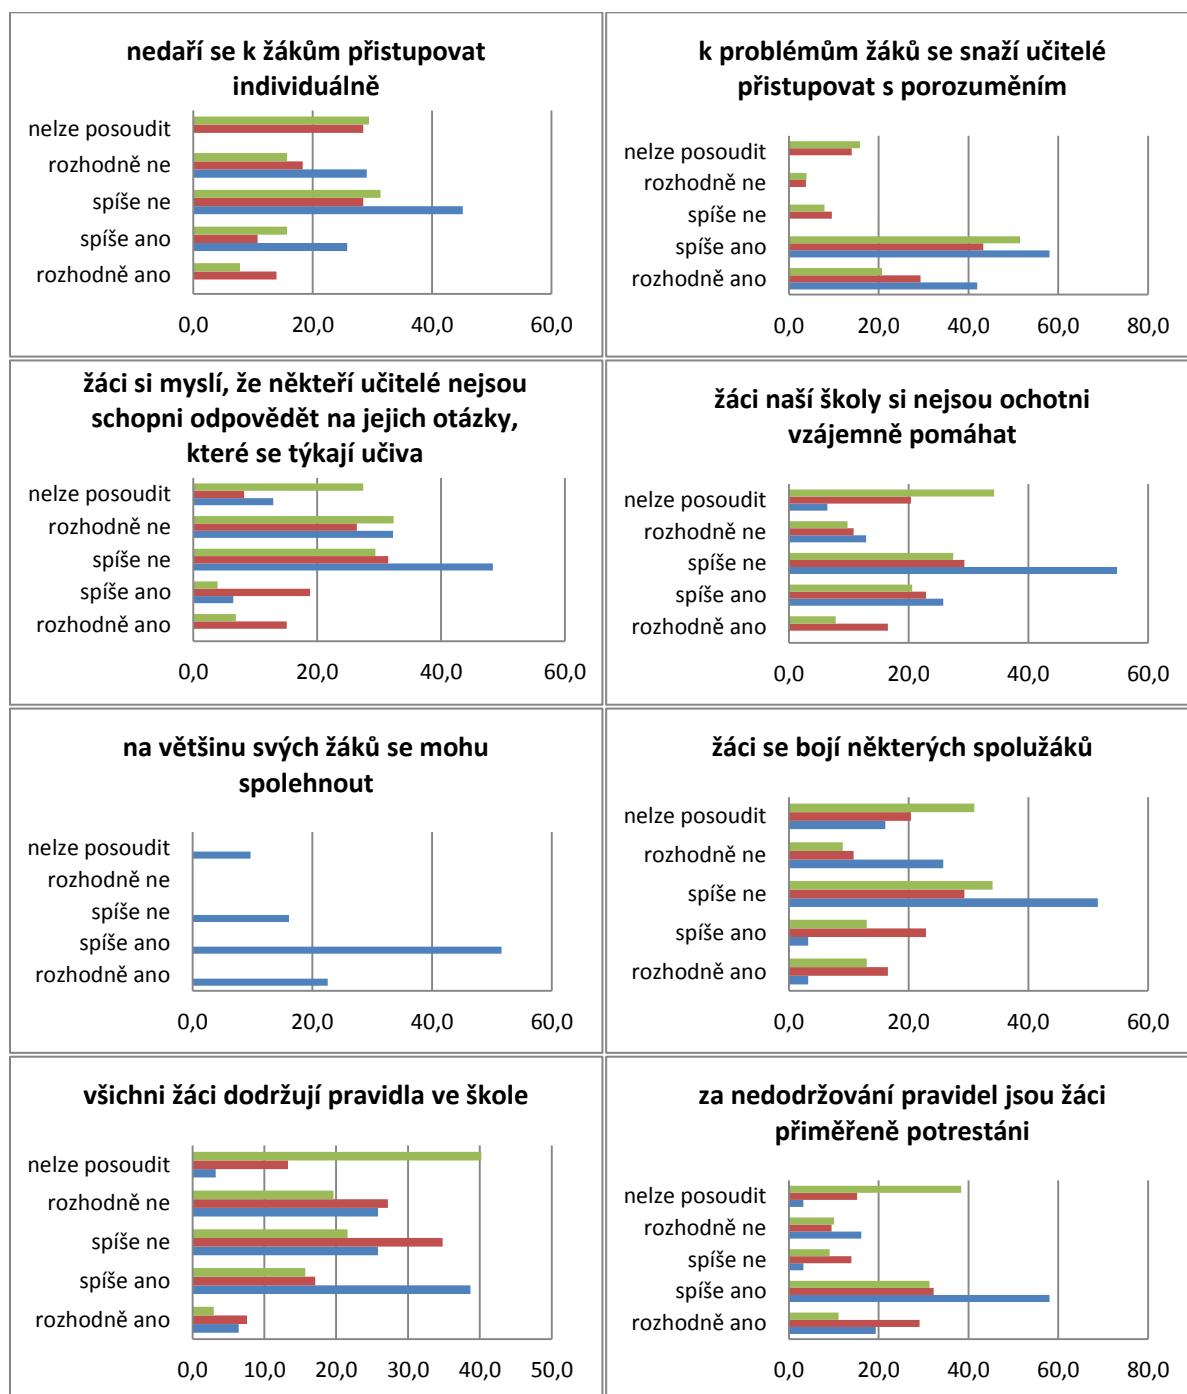 nedaří se k žákům přistupovat
individuálně
nelze posoudit
rozhodně ne
spíše ne
spíše ano
rozhodně ano
0,0 20,0 40,0 60,0
k problémům žáků se snaží učitelé
přistupovat s porozuměním
nelze posoudit
rozhodně ne
spíše ne
spíše ano
rozhodně ano
0,0 20,0 40,0 60,0 80,0
žáci si myslí, že někteří učitelé nejsou
schopni odpovědět na jejich otázky,
které se týkají učiva
nelze posoudit
rozhodně ne
spíše ne
spíše ano
rozhodně ano
0,0 20,0 40,0 60,0
žáci naší školy si nejsou ochotni
vzájemně pomáhat
nelze posoudit
rozhodně ne
spíše ne
spíše ano
rozhodně ano
0,0 20,0 40,0 60,0
na většinu svých žáků se mohu
spolehnout
nelze posoudit
rozhodně ne
spíše ne
spíše ano
rozhodně ano
0,0 20,0 40,0 60,0
žáci se bojí některých spolužáků
nelze posoudit
rozhodně ne
spíše ne
spíše ano
rozhodně ano
0,0 20,0 40,0 60,0
všichni žáci dodržují pravidla ve škole
nelze posoudit
rozhodně ne
spíše ne
spíše ano
rozhodně ano
0,0 10,0 20,0 30,0 40,0 50,0
za nedodržování pravidel jsou žáci
přiměřeně potrestáni
nelze posoudit
rozhodně ne
spíše ne
spíše ano
rozhodně ano
0,0 20,0 40,0 60,0 80,0